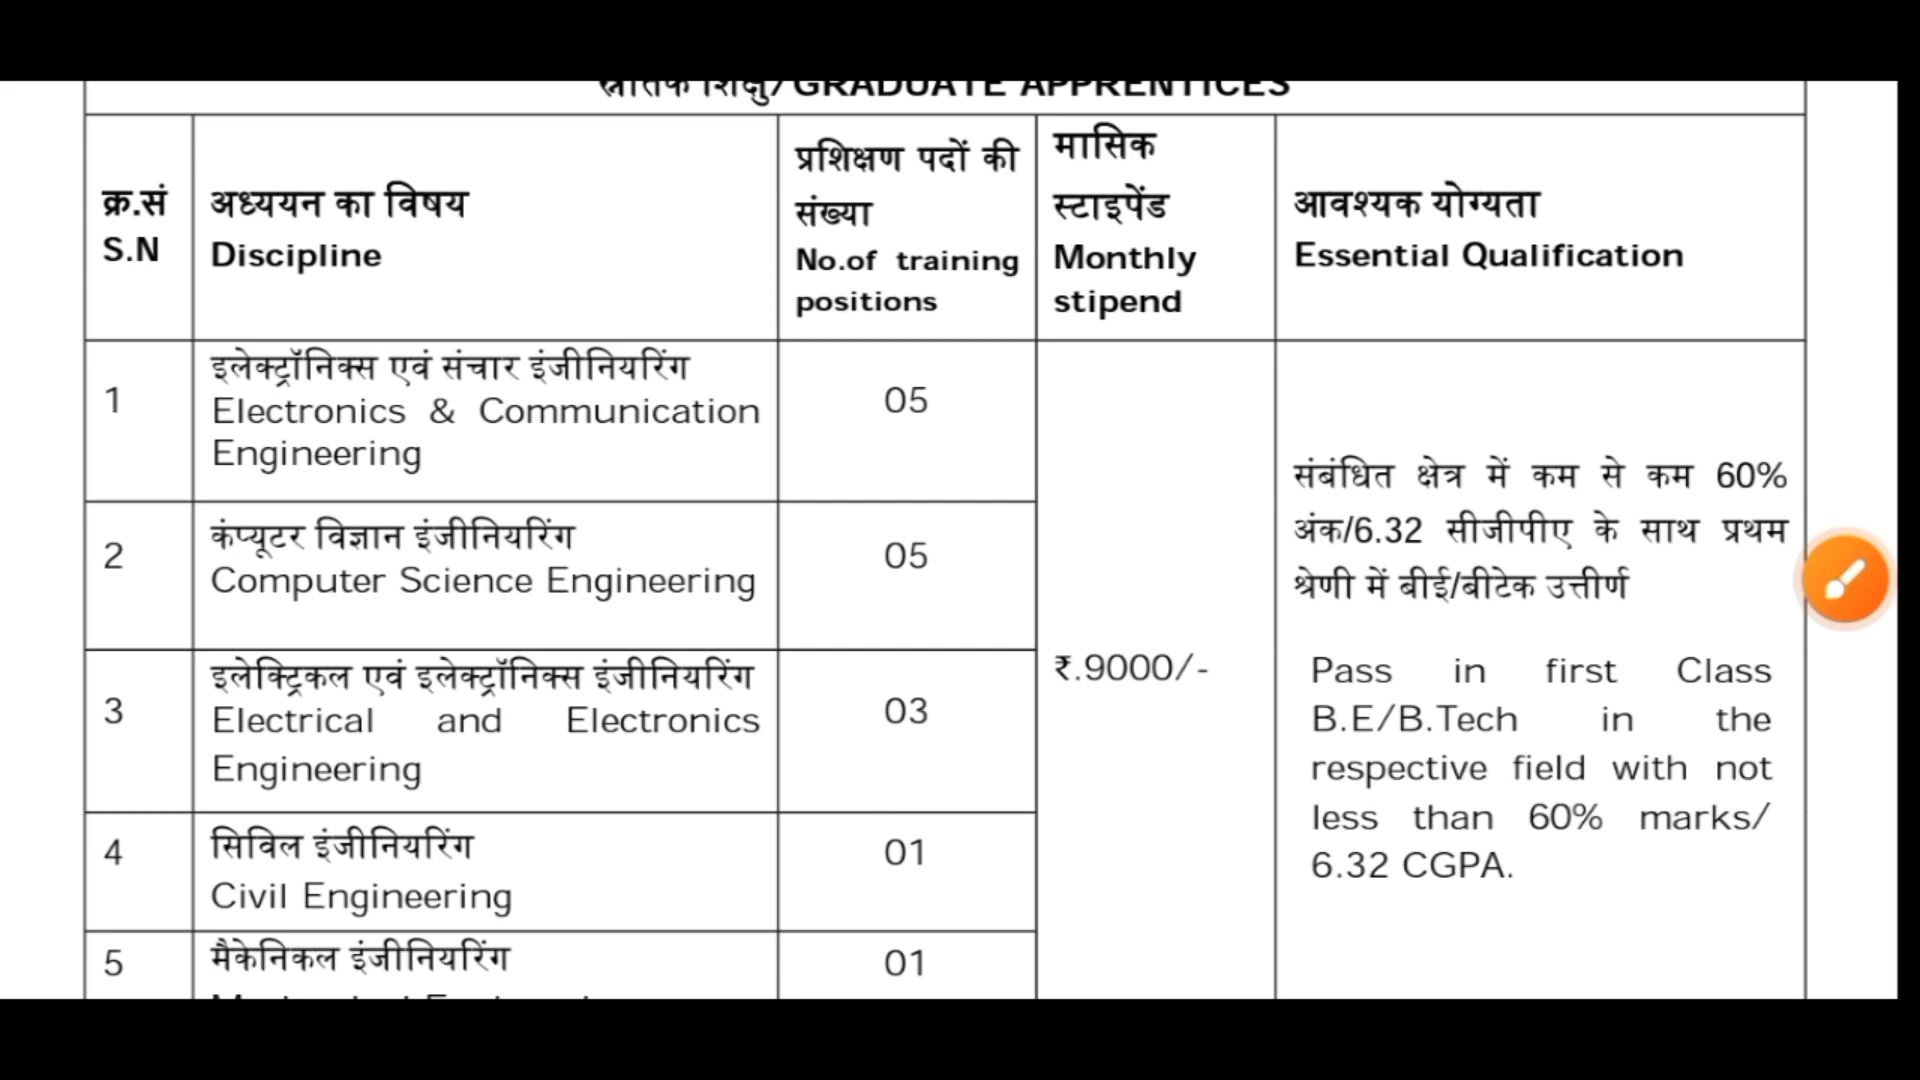 स्नातक शिक्षु/GRADUATE APPRENTICES
क्र.सं
S.N
अध्ययन का विषय
Discipline
प्रशिक्षण पदों की
संख्या
No.of training
positions
मासिक
स्टाइपेंड
Monthly
stipend
आवश्यक योग्यता
Essential Qualification
1
इलेक्ट्रॉनिक्स एवं संचार इंजीनियरिंग
Electronics & Communication
Engineering
05
2
कंप्यूटर विज्ञान इंजीनियरिंग
Computer Science Engineering
05
3
इलेक्ट्रिकल एवं इलेक्ट्रॉनिक्स इंजीनियरिंग
Electrical and Electronics
Engineering
03
4
सिविल इंजीनियरिंग
Civil Engineering
01
5
मैकेनिकल इंजीनियरिंग
01
₹.9000/-
संबंधित क्षेत्र में कम से कम 60%
अंक/6.32 सीजीपीए के साथ प्रथम
श्रेणी में बीई/बीटेक उत्तीर्ण
Pass in first Class
B.E/B.Tech in the
respective field with not
less than 60% marks/
6.32 CGPA.